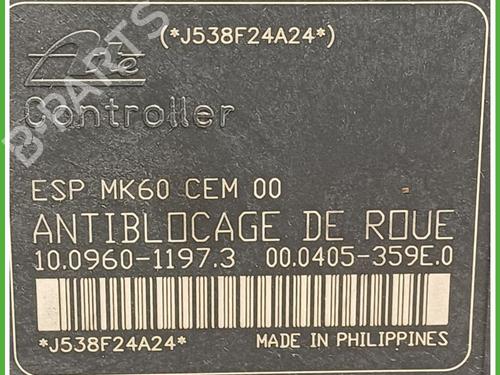 (*J538F24A24*)
Ate
Controller
ESP MK60 CEM 00
ANTIBLOCAGE DE ROUE
10.0960-1197.3 00.0405-359E.0
*J538F24A24* MADE IN PHILIPPINES
B-PARTS